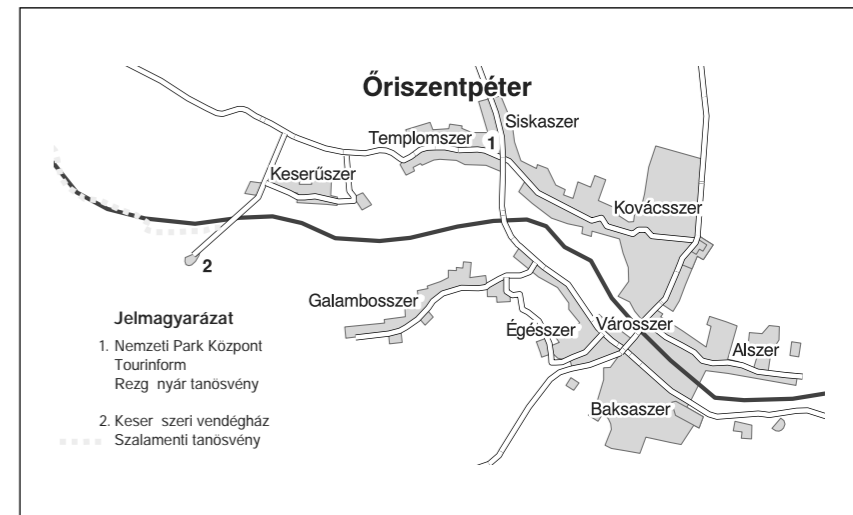 Őriszentpéter
Siskaszer
Templomszer 1
Keserűszer
Kovácsszer
2
Galambosszer
Égésszer
Városszer
Alszer
Baksaszer
Jelmagyarázat
1. Nemzeti Park Központ
Tourinform
Rezg nyár tanösvény
2. Keser szeri vendégház
Szalamenti tanösvény